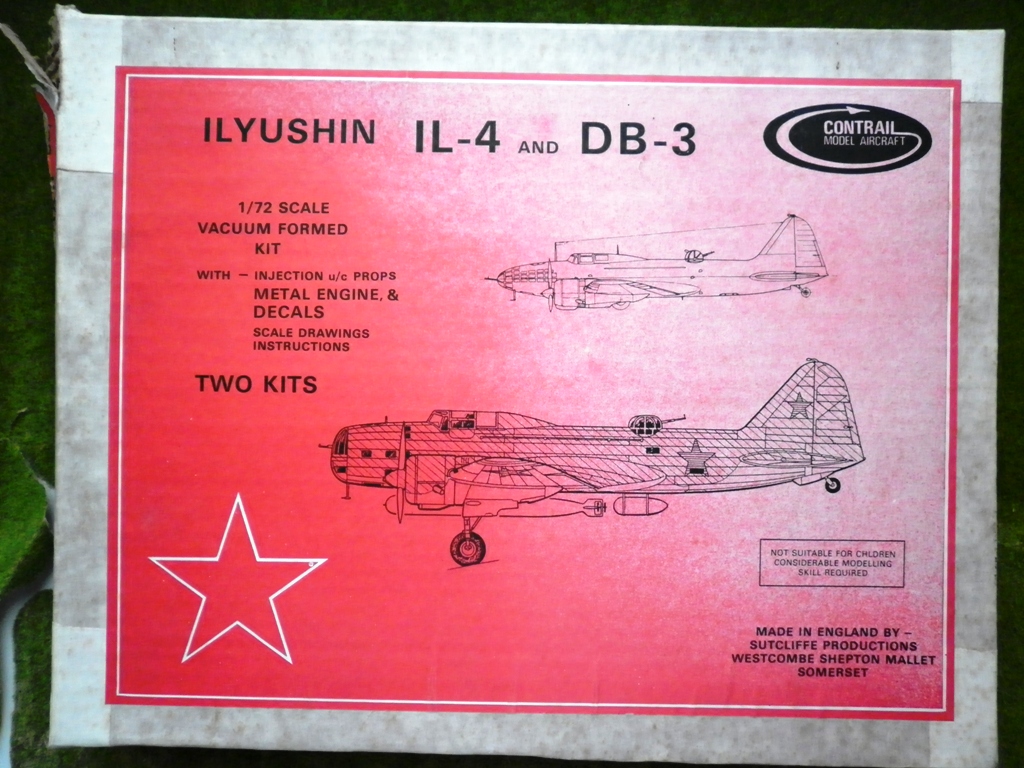 ILYUSHIN IL-4 AND DB-3
CONTRAIL
MODEL AIRCRAFT
1/72 SCALE
VACUUM FORMED
KIT
WITH — INJECTION u/c PROPS
METAL ENGINE, &
DECALS
SCALE DRAWINGS
INSTRUCTIONS
TWO KITS
NOT SUITABLE FOR CHLDREN
CONSIDERABLE MODELLING
SKILL REQUIRED
MADE IN ENGLAND BY –
SUTCLIFFE PRODUCTIONS
WESTCOMBE SHEPTON MALLET
SOMERSET